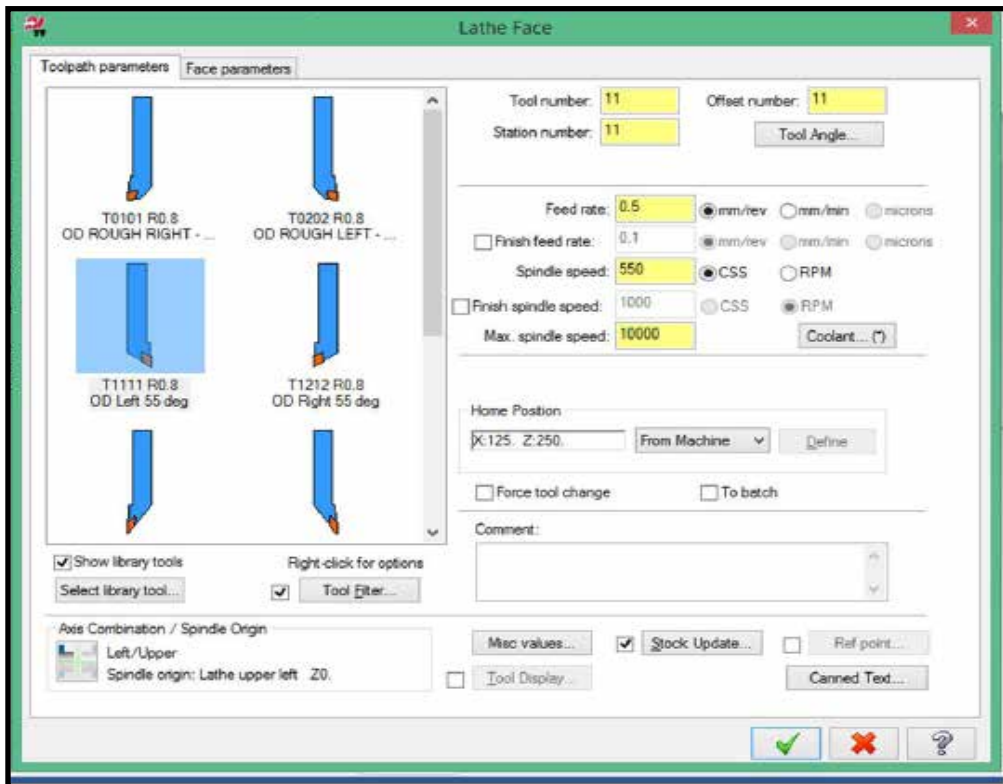 Lathe Face
Toolpath parameters
Face parameters
T0101 R0.8
OD ROUGH RIGHT - ...
T0202 R0.8
OD ROUGH LEFT - ...
T1111 R0.8
OD Left 55 deg
T1212 R0.8
OD Right 55 deg
Show library tools
Right-click for options
Select library tool...
Tool Filter...
Axis Combination / Spindle Origin
Left/Upper
Spindle origin: Lathe upper left Z0.
Tool number: 11
Offset number: 11
Station number: 11
Tool Angle...
Feed rate: 0.5 mm/rev mm/min microns
Finish feed rate: 0.1 mm/rev mm/min microns
Spindle speed: 550 CSS RPM
Finish spindle speed: 1000 CSS RPM
Max. spindle speed: 10000
Coolant... (*)
Home Position
X:125. Z:250. From Machine Define
Force tool change
To batch
Comment:
Misc values...
Stock Update...
Ref point...
Tool Display...
Canned Text...